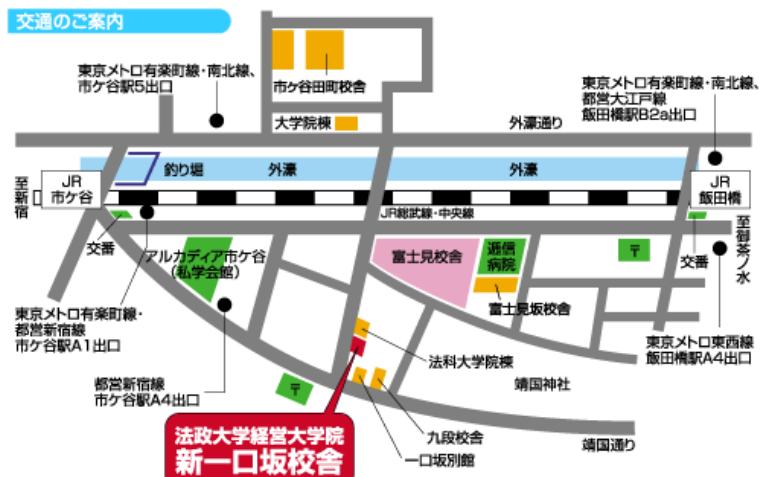 交通のご案内
東京メトロ有楽町線・南北線、
市ケ谷駅5出口
市ケ谷田町校舎
大学院棟
外濠通り
東京メトロ有楽町線・南北線、
都営大江戸線
飯田橋駅B2a出口
至新宿
JR
市ケ谷
釣り堀
外濠
外濠
JR
飯田橋
JR総武線・中央線
至御茶ノ水
交番
アルカディア市ケ谷
(私学会館)
富士見校舎
逓信
病院
〒
交番
富士見坂校舎
東京メトロ有楽町線・
都営新宿線
市ケ谷駅A1出口
東京メトロ東西線
飯田橋駅A4出口
法科大学院棟
靖国神社
都営新宿線
市ケ谷駅A4出口
〒
九段校舎
一口坂別館
靖国通り
法政大学経営大学院
新一口坂校舎